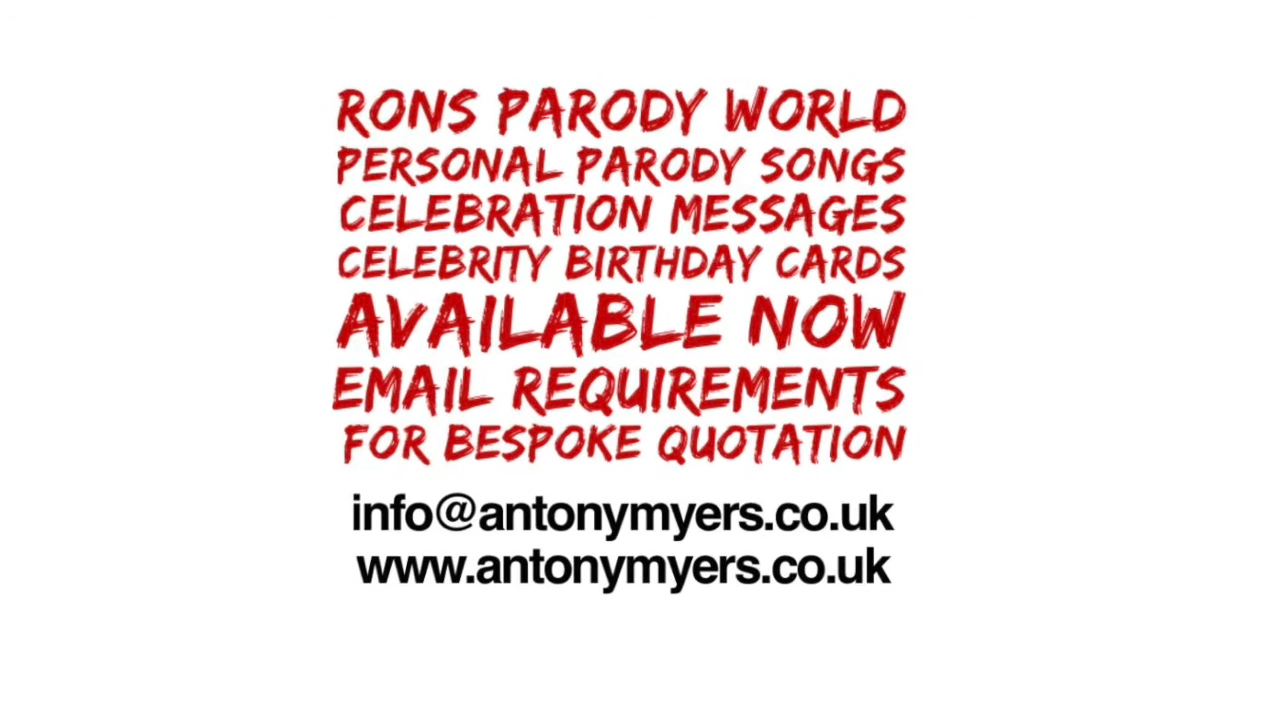 RONS PARODY WORLD
PERSONAL PARODY SONGS
CELEBRATION MESSAGES
CELEBRITY BIRTHDAY CARDS
AVAILABLE NOW
EMAIL REQUIREMENTS
FOR BESPOKE QUOTATION
info@antonymyers.co.uk
www.antonymyers.co.uk